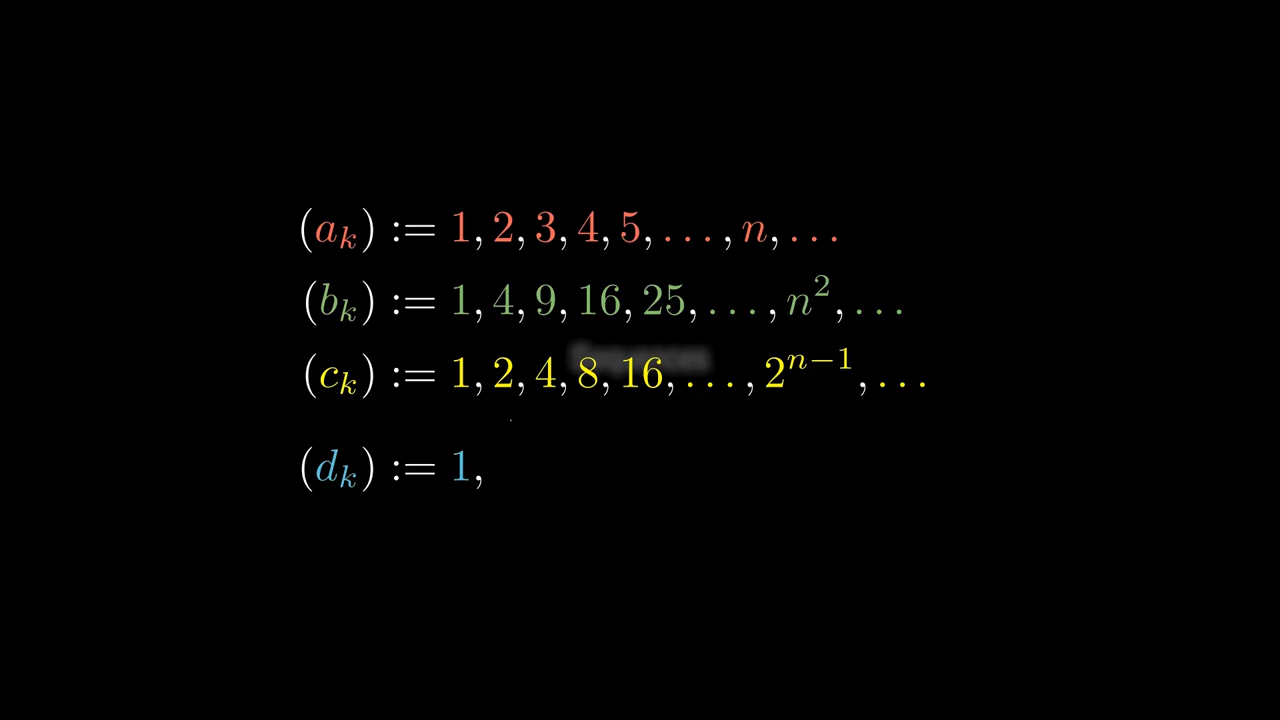 (a_k) := 1, 2, 3, 4, 5, . . . , n, . . .
(b_k) := 1, 4, 9, 16, 25, . . . , n^2, . . .
(c_k) := 1, 2, 4, 8, 16, . . . , 2^{n−1}, . . .
(d_k) := 1,